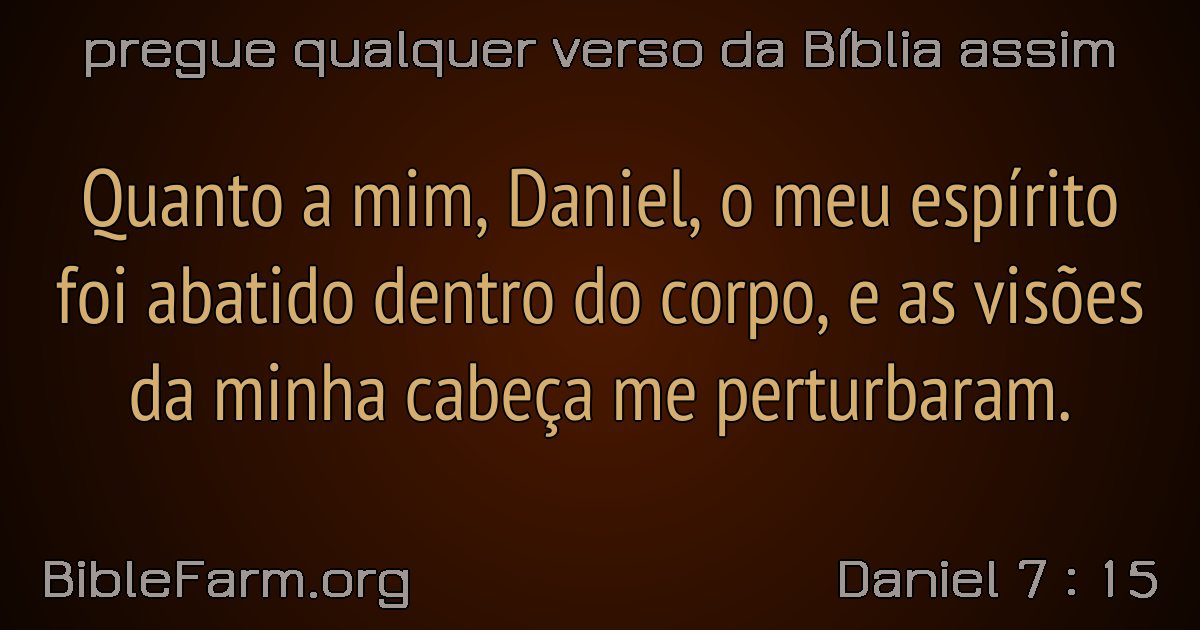 pregue qualquer verso da Bíblia assim
Quanto a mim, Daniel, o meu espírito
foi abatido dentro do corpo, e as visões
da minha cabeça me perturbaram.
BibleFarm.org
Daniel 7 : 15